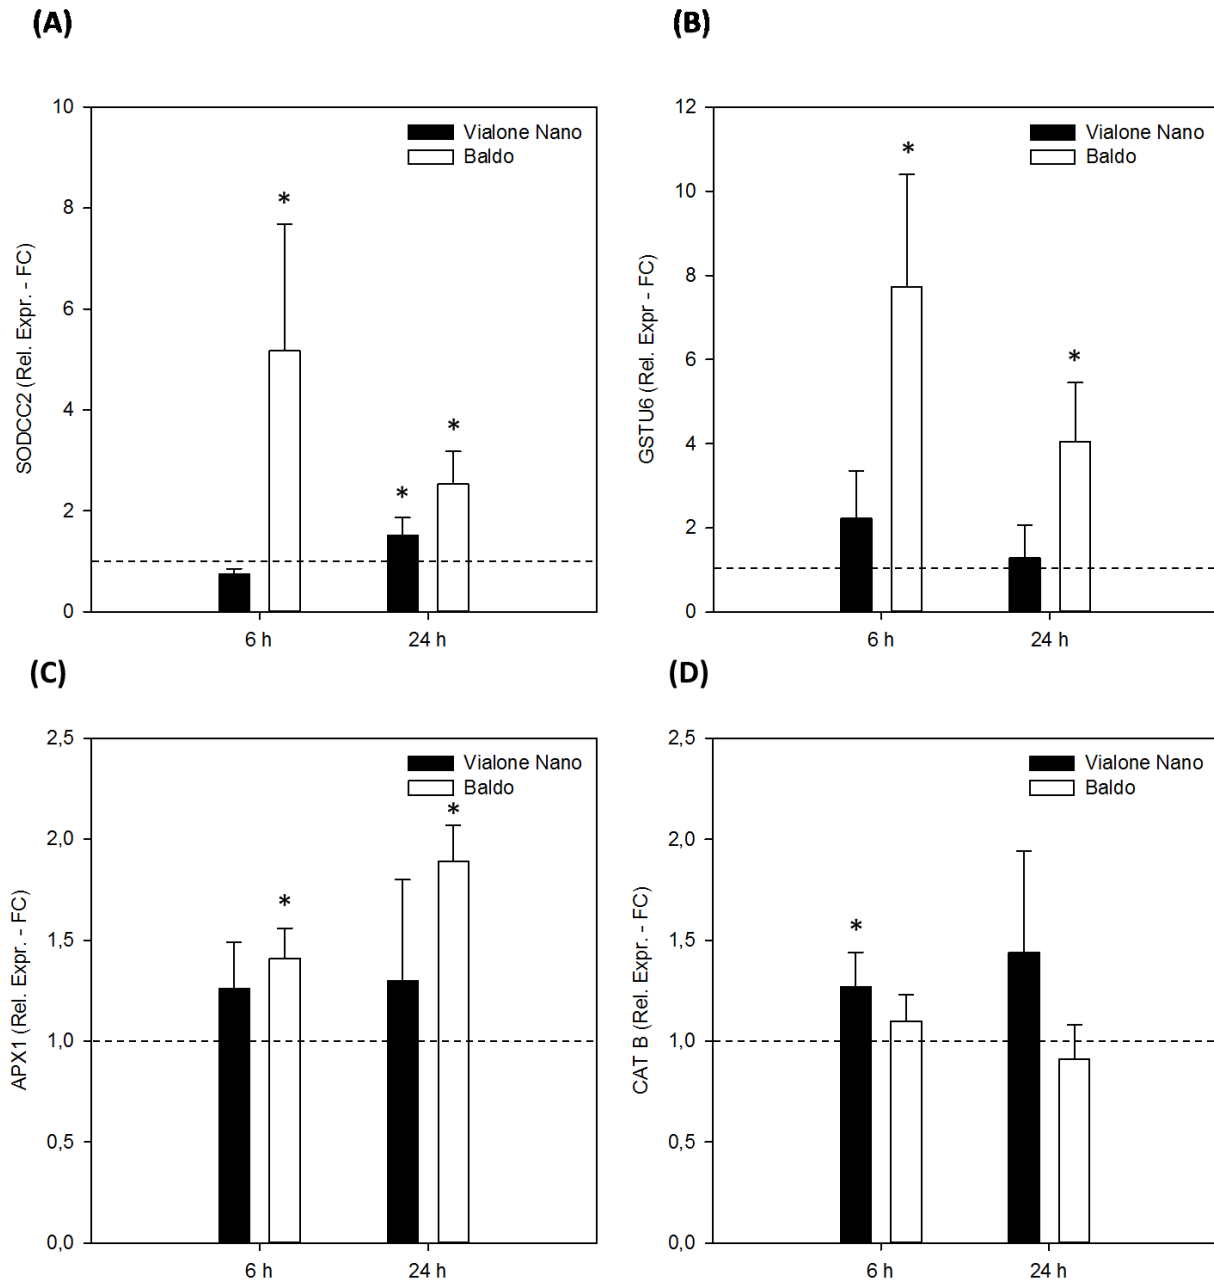 (A)
SODCC2 (Rel. Expr. - FC)
10
8
6
4
2
0
Vialone Nano
Baldo
*
*
*
6 h
24 h
(B)
GSTU6 (Rel. Expr - FC)
12
10
8
6
4
2
0
Vialone Nano
Baldo
*
*
6 h
24 h
(C)
APX1 (Rel. Expr. - FC)
2,5
2,0
1,5
1,0
0,5
0,0
Vialone Nano
Baldo
*
*
6 h
24 h
(D)
CAT B (Rel. Expr. - FC)
2,5
2,0
1,5
1,0
0,5
0,0
Vialone Nano
Baldo
*
6 h
24 h